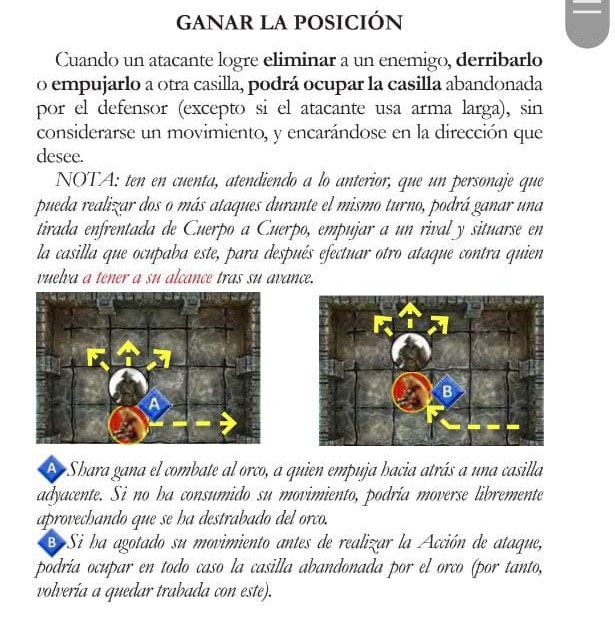 GANAR LA POSICIÓN
Cuando un atacante logre eliminar a un enemigo, derribarlo
o empujarlo a otra casilla, podrá ocupar la casilla abandonada
por el defensor (excepto si el atacante usa arma larga), sin
considerarse un movimiento, y encarándose en la dirección que
desee.
NOTA: ten en cuenta, atendiendo a lo anterior, que un personaje que
pueda realizar dos o más ataques durante el mismo turno, podrá ganar una
tirada enfrentada de Cuerpo a Cuerpo, empujar a un rival y situarse en
la casilla que ocupaba este, para después efectuar otro ataque contra quien
vuelva a tener a su alcance tras su avance.
A
B
A Shara gana el combate al orco, a quien empuja hacia atrás a una casilla
adyacente. Si no ha consumido su movimiento, podría moverse libremente
aprovechando que se ha destrabado del orco.
B Si ha agotado su movimiento antes de realizar la Acción de ataque,
podría ocupar en todo caso la casilla abandonada por el orco (por tanto,
volvería a quedar trabada con este).